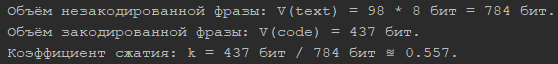 Объём незакодированной фразы: V(text) = 98 * 8 бит = 784 бит.
Объём закодированной фразы: V(code) = 437 бит.
Коэффициент сжатия: k = 437 бит / 784 бит ≅ 0.557.